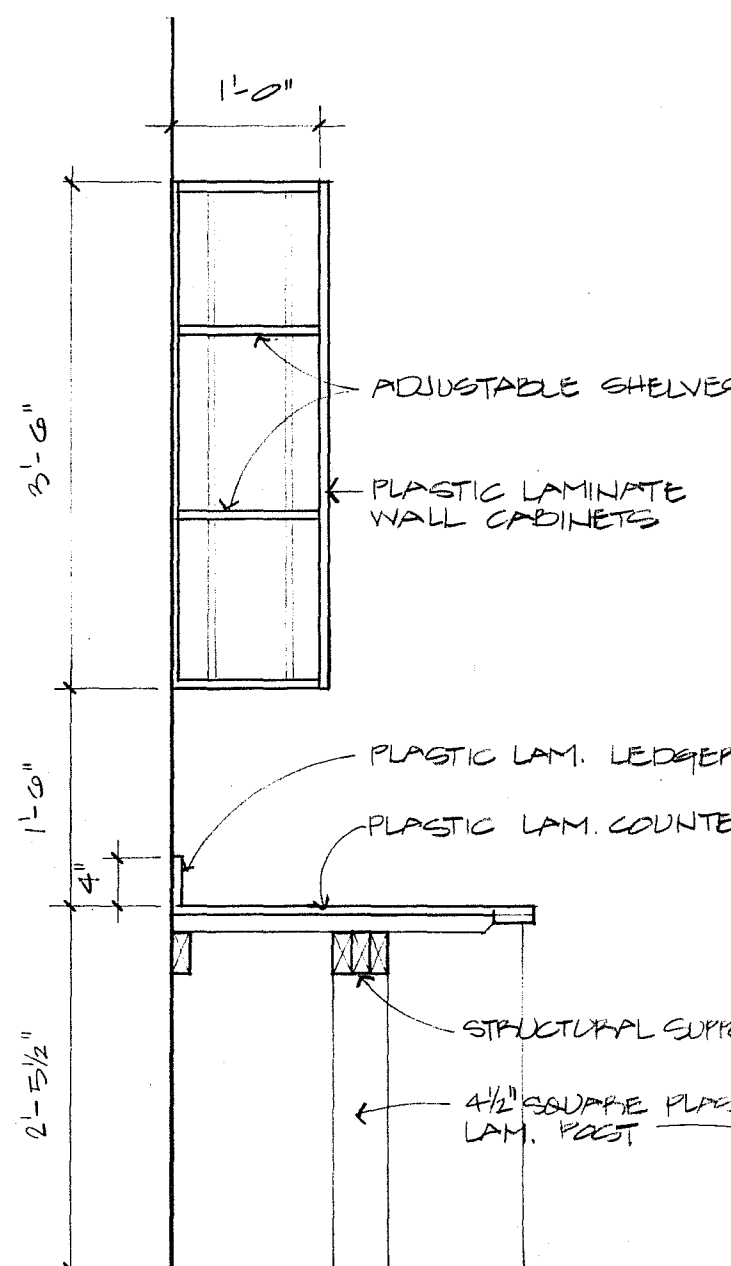 1'-0"
3'-6"
ADJUSTABLE SHELVES
PLASTIC LAMINATE
WALL CABINETS
1'-6"
PLASTIC LAM. LEDGER
PLASTIC LAM. COUNTE
4"
STRUCTURAL SUPPO
2'-5½"
4½" SQUARE PLAS
LAM. POST